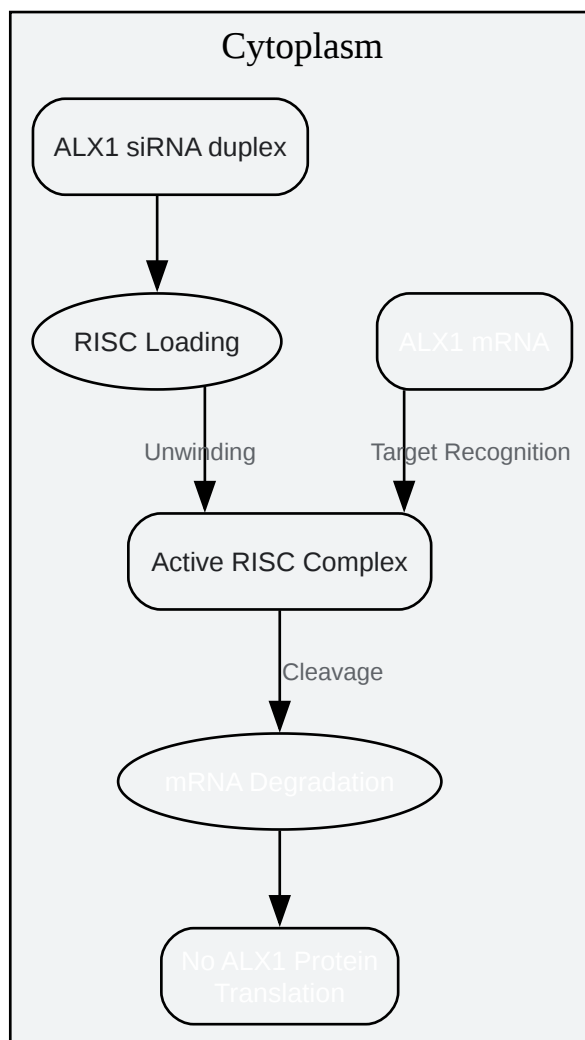 Cytoplasm
ALX1 siRNA duplex
RISC Loading
ALX1 mRNA
Unwinding
Target Recognition
Active RISC Complex
Cleavage
mRNA Degradation
No ALX1 Protein
Translation